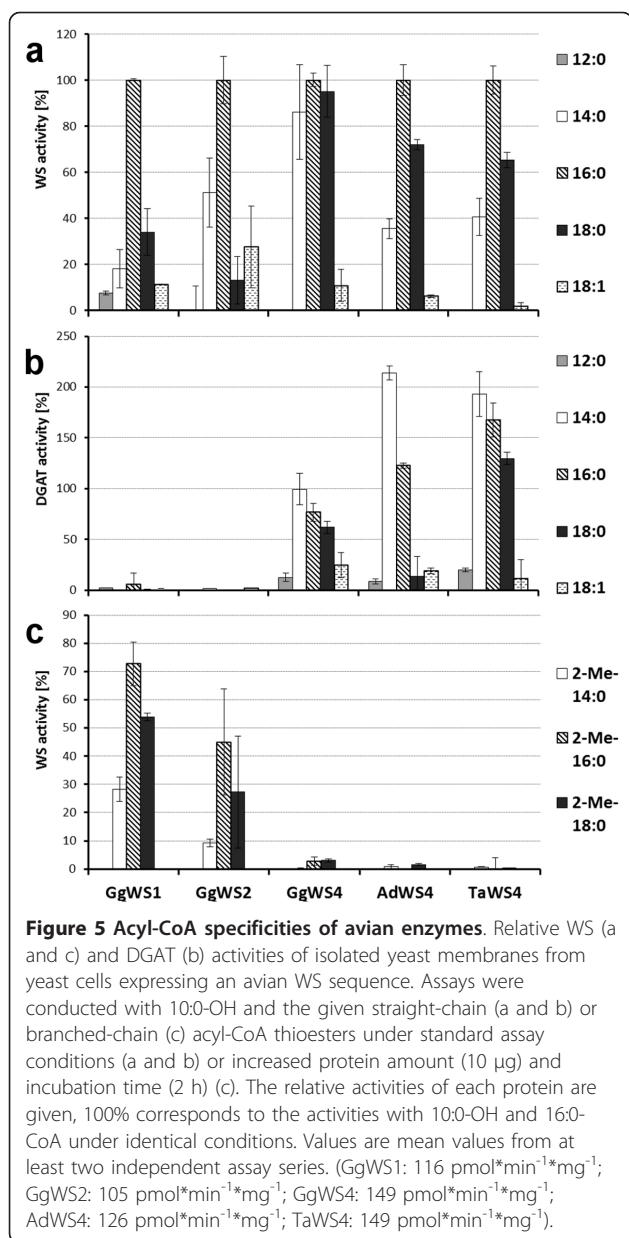 a
WS activity [%]
120
100
80
60
40
20
0
12:0
14:0
16:0
18:0
18:1
b
DGAT activity [%]
250
200
150
100
50
0
12:0
14:0
16:0
18:0
18:1
c
WS activity [%]
90
80
70
60
50
40
30
20
10
0
2-Me-
14:0
2-Me-
16:0
2-Me-
18:0
GgWS1 GgWS2 GgWS4 AdWS4 TaWS4
Figure 5 Acyl-CoA specificities of avian enzymes. Relative WS (a
and c) and DGAT (b) activities of isolated yeast membranes from
yeast cells expressing an avian WS sequence. Assays were
conducted with 10:0-OH and the given straight-chain (a and b) or
branched-chain (c) acyl-CoA thioesters under standard assay
conditions (a and b) or increased protein amount (10 μg) and
incubation time (2 h) (c). The relative activities of each protein are
given, 100% corresponds to the activities with 10:0-OH and 16:0-
CoA under identical conditions. Values are mean values from at
least two independent assay series. (GgWS1: 116 pmol*min⁻¹*mg⁻¹;
GgWS2: 105 pmol*min⁻¹*mg⁻¹; GgWS4: 149 pmol*min⁻¹*mg⁻¹;
AdWS4: 126 pmol*min⁻¹*mg⁻¹; TaWS4: 149 pmol*min⁻¹*mg⁻¹).